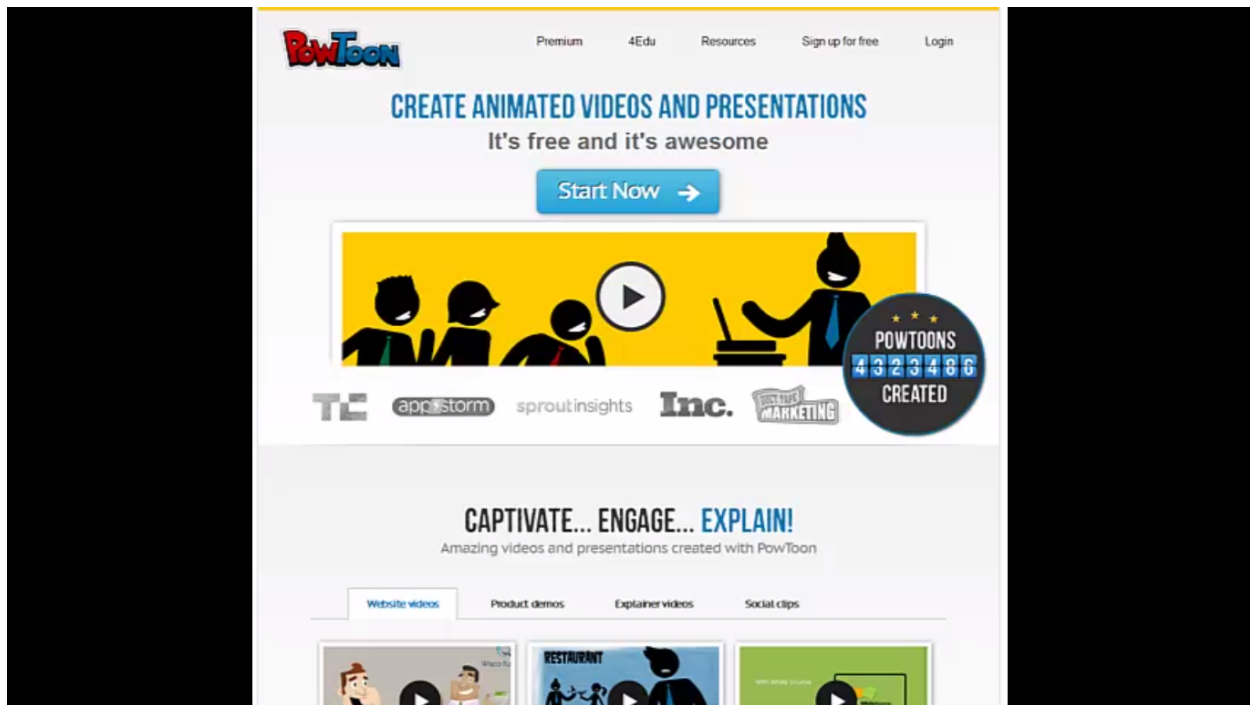 PowToon
Premium 4Edu Resources Sign up for free Login
CREATE ANIMATED VIDEOS AND PRESENTATIONS
It's free and it's awesome
Start Now
POWTOONS
4323486
CREATED
TC appstorm sproutinsights Inc. DUCT TAPE
MARKETING
CAPTIVATE... ENGAGE... EXPLAIN!
Amazing videos and presentations created with PowToon
Website videos Product demos Explainer videos Social clips
RESTAURANT